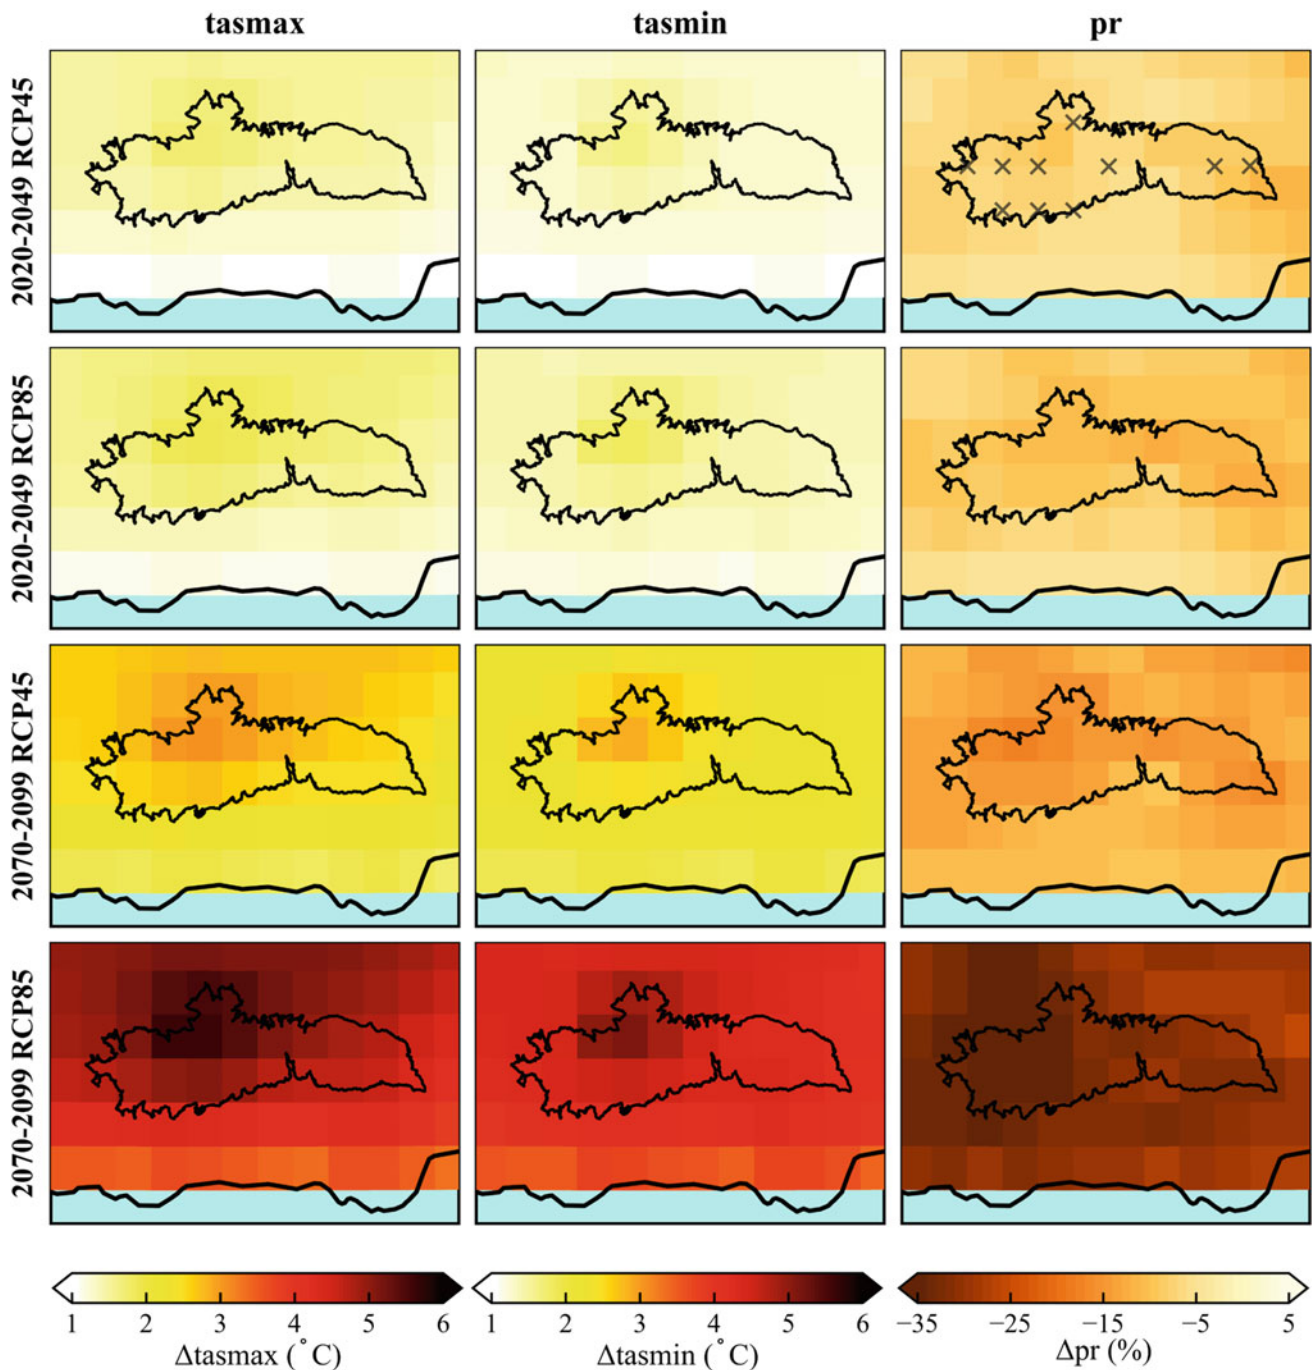 tasmax tasmin pr
2020-2049 RCP45
2020-2049 RCP85
2070-2099 RCP45
2070-2099 RCP85
1 2 3 4 5 6 1 2 3 4 5 6 −35 −25 −15 −5 5
Δtasmax (°C) Δtasmin (°C) Δpr (%)